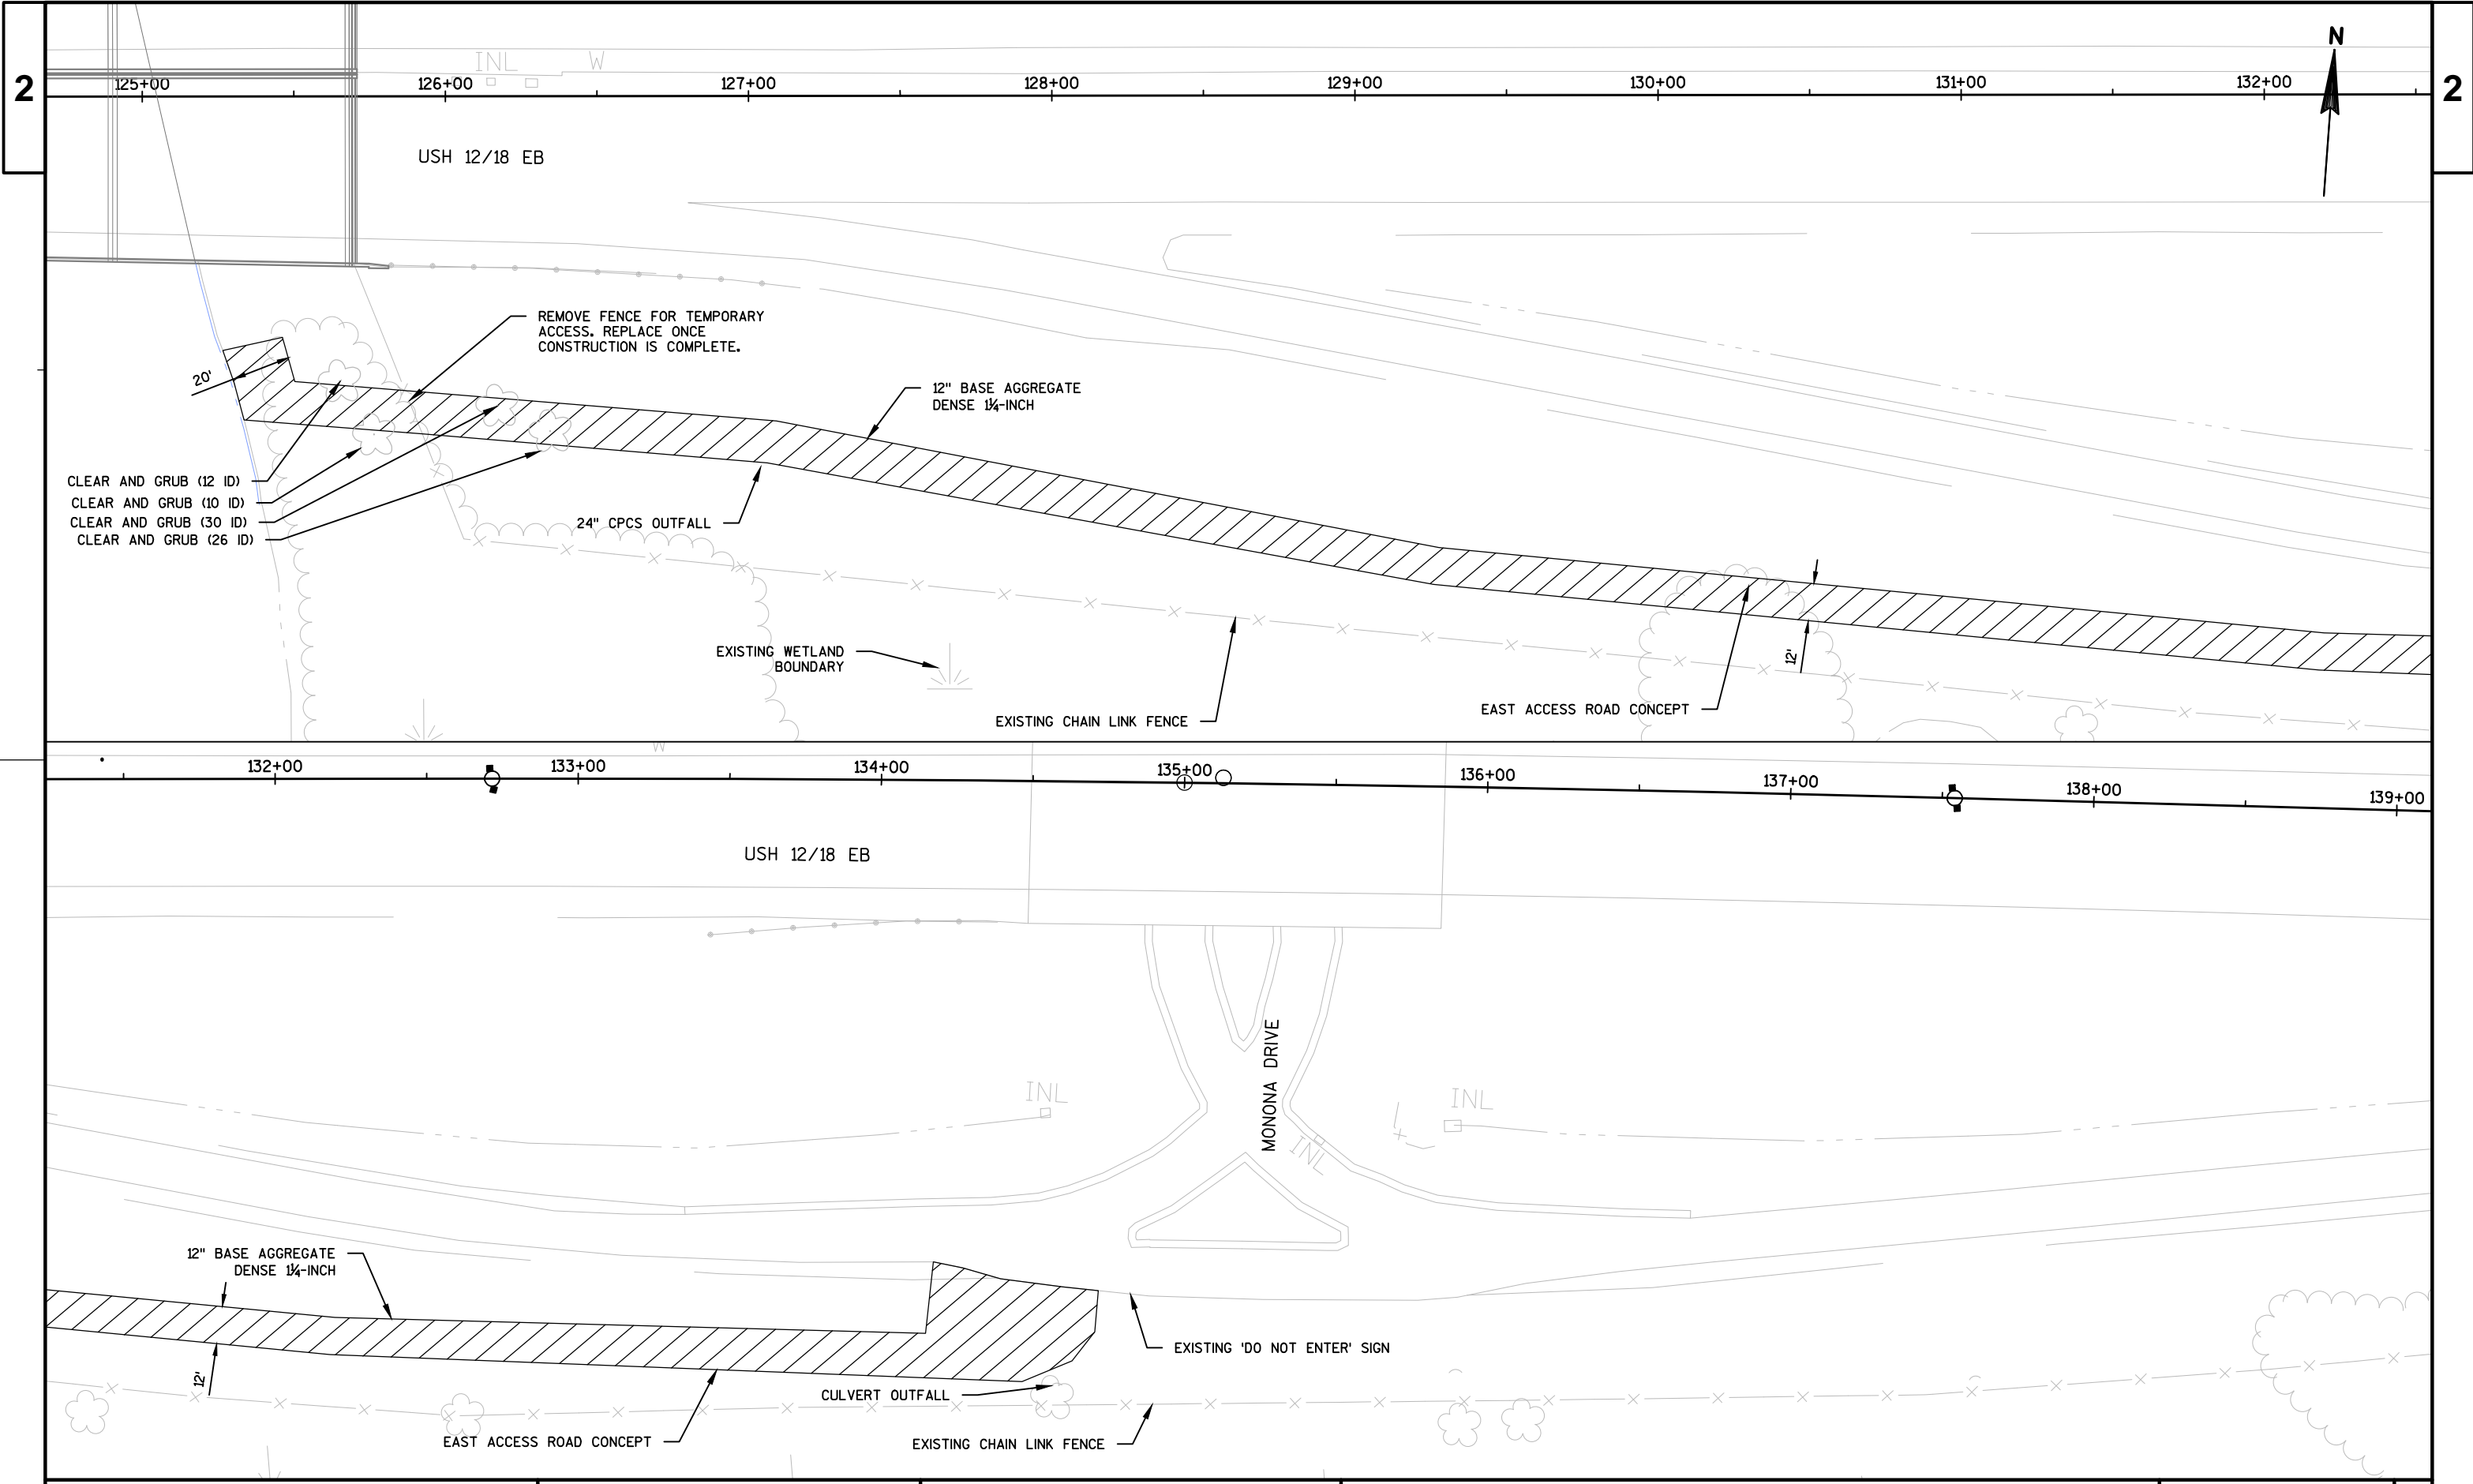 2
2
N
INL W
125+00 126+00 127+00 128+00 129+00 130+00 131+00 132+00
USH 12/18 EB
REMOVE FENCE FOR TEMPORARY
ACCESS. REPLACE ONCE
CONSTRUCTION IS COMPLETE.
20'
12" BASE AGGREGATE
DENSE 1¼-INCH
CLEAR AND GRUB (12 ID)
CLEAR AND GRUB (10 ID)
CLEAR AND GRUB (30 ID)
CLEAR AND GRUB (26 ID)
24" CPCS OUTFALL
EXISTING WETLAND
BOUNDARY
12'
EAST ACCESS ROAD CONCEPT
EXISTING CHAIN LINK FENCE
W
132+00 133+00 134+00 135+00 136+00 137+00 138+00 139+00
USH 12/18 EB
MONONA DRIVE
INL
INL
INL
12" BASE AGGREGATE
DENSE 1¼-INCH
12'
EXISTING 'DO NOT ENTER' SIGN
CULVERT OUTFALL
EAST ACCESS ROAD CONCEPT
EXISTING CHAIN LINK FENCE